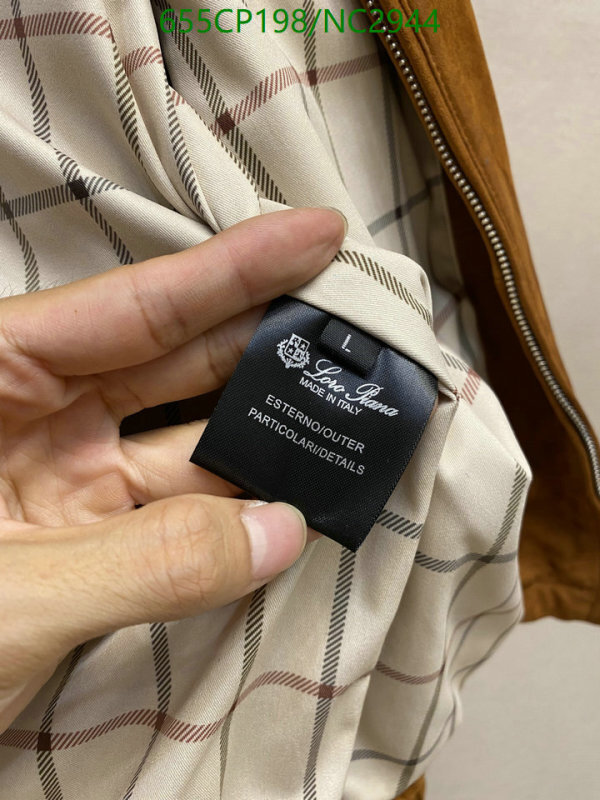 655CP198/NC2944
L
Loro Piana
MADE IN ITALY
ESTERNO/OUTER
PARTICOLARI/DETAILS